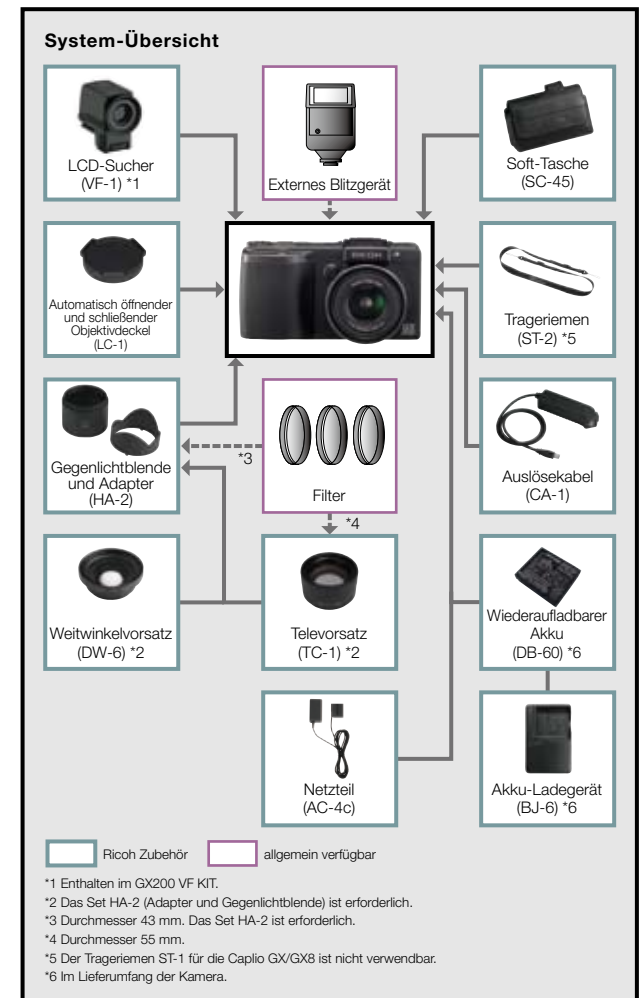 System-Übersicht
LCD-Sucher
(VF-1) *1
Externes Blitzgerät
Soft-Tasche
(SC-45)
Automatisch öffnender
und schließender
Objektivdeckel
(LC-1)
Trageriemen
(ST-2) *5
Gegenlichtblende
und Adapter
(HA-2)
*3
Filter
*4
Auslösekabel
(CA-1)
Weitwinkelvorsatz
(DW-6) *2
Televorsatz
(TC-1) *2
Wiederaufladbarer
Akku
(DB-60) *6
Netzteil
(AC-4c)
Akku-Ladegerät
(BJ-6) *6
Ricoh Zubehör
allgemein verfügbar
*1 Enthalten im GX200 VF KIT.
*2 Das Set HA-2 (Adapter und Gegenlichtblende) ist erforderlich.
*3 Durchmesser 43 mm. Das Set HA-2 ist erforderlich.
*4 Durchmesser 55 mm.
*5 Der Trageriemen ST-1 für die Caplio GX/GX8 ist nicht verwendbar.
*6 Im Lieferumfang der Kamera.